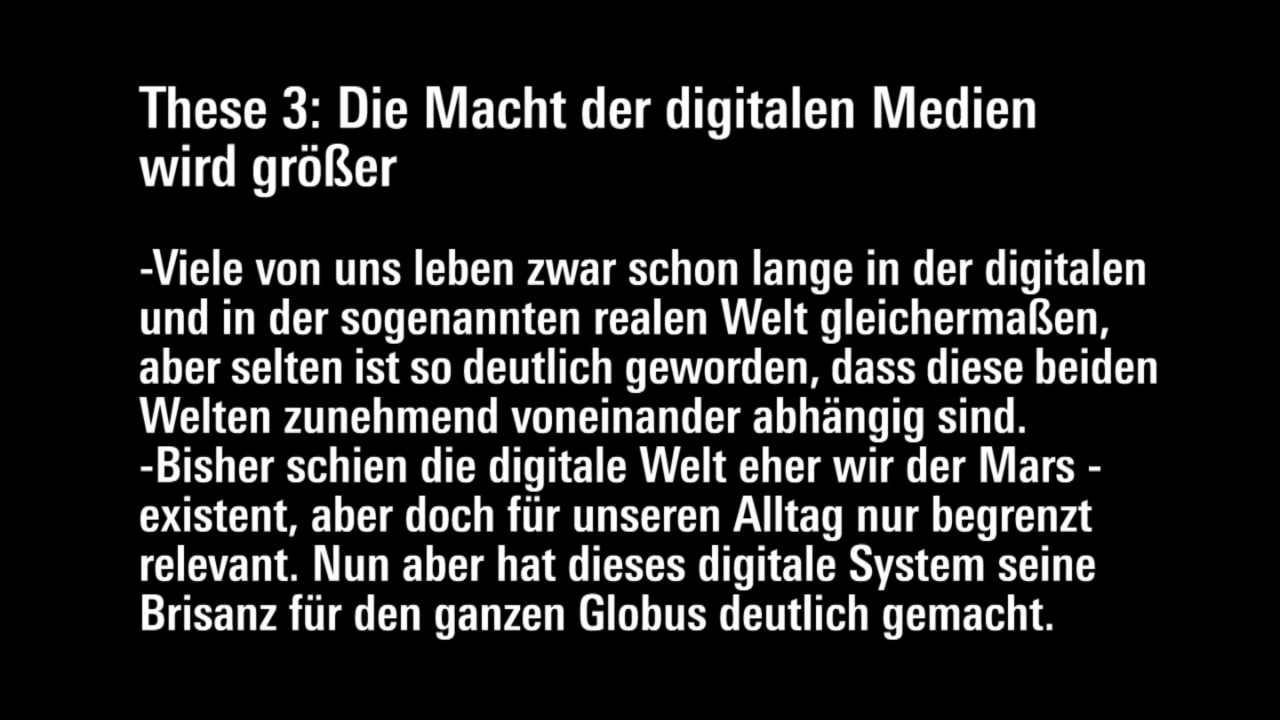 These 3: Die Macht der digitalen Medien
wird größer
-Viele von uns leben zwar schon lange in der digitalen
und in der sogenannten realen Welt gleichermaßen,
aber selten ist so deutlich geworden, dass diese beiden
Welten zunehmend voneinander abhängig sind.
-Bisher schien die digitale Welt eher wir der Mars -
existent, aber doch für unseren Alltag nur begrenzt
relevant. Nun aber hat dieses digitale System seine
Brisanz für den ganzen Globus deutlich gemacht.